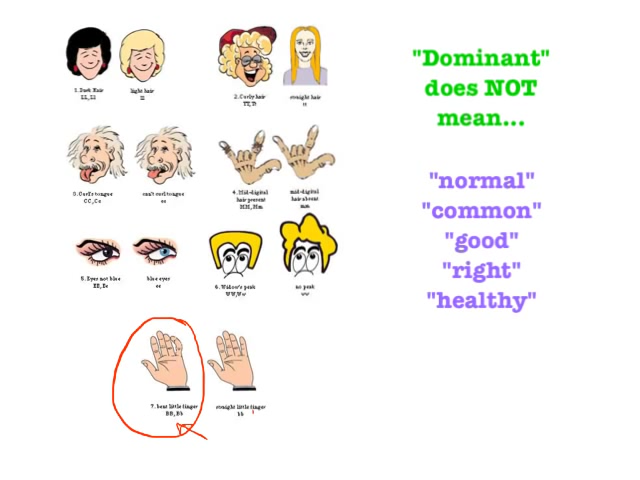 1. Dark Hair
LL, Ll
light hair
ll
2. Curly hair
TT, Tt
straight hair
tt
"Dominant"
does NOT
mean...
"normal"
"common"
"good"
"right"
"healthy"
3. Curl's tongue
CC, Cc
can't curl tongue
cc
4. Mid-digital
hair present
MM, Mm
mid-digital
hair absent
mm
5. Eyes not blue
EE, Ee
blue eyes
ee
6. Widow's peak
WW, Ww
no peak
ww
7. bent little finger
BB, Bb
straight little finger
bb